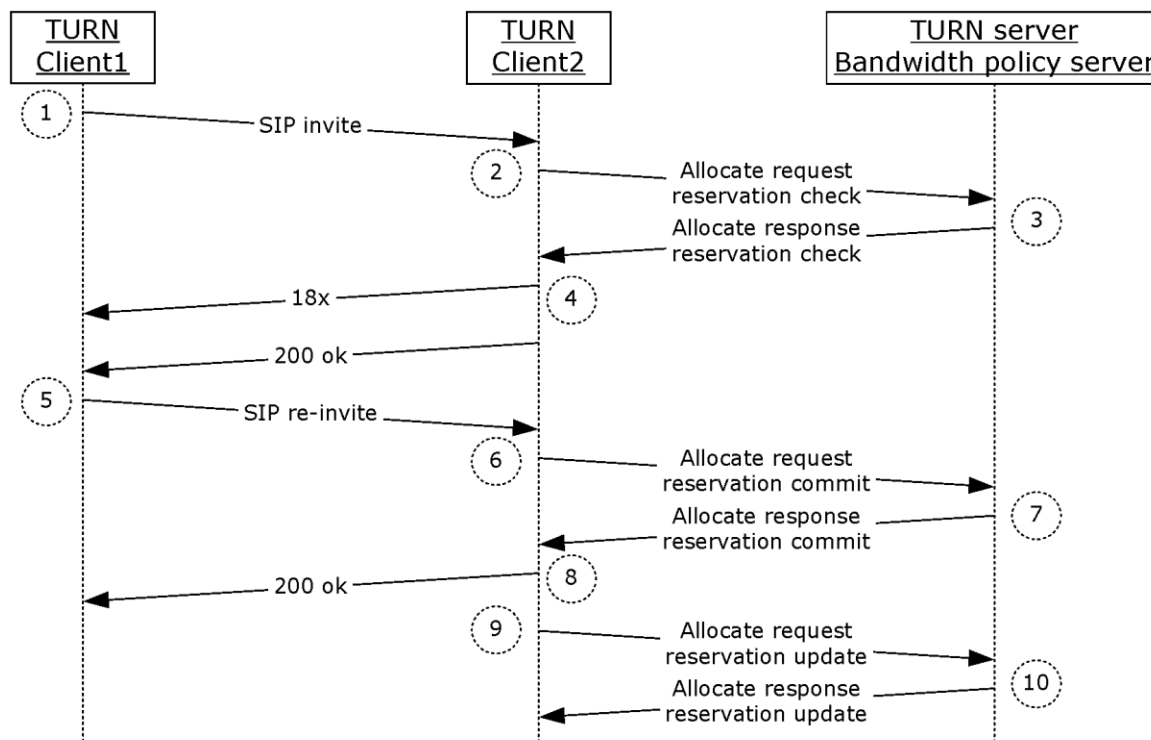 TURN
Client1
TURN
Client2
TURN server
Bandwidth policy server
1
SIP invite
2
Allocate request
reservation check
3
Allocate response
reservation check
18x
4
200 ok
5
SIP re-invite
6
Allocate request
reservation commit
7
Allocate response
reservation commit
200 ok
8
9
Allocate request
reservation update
10
Allocate response
reservation update